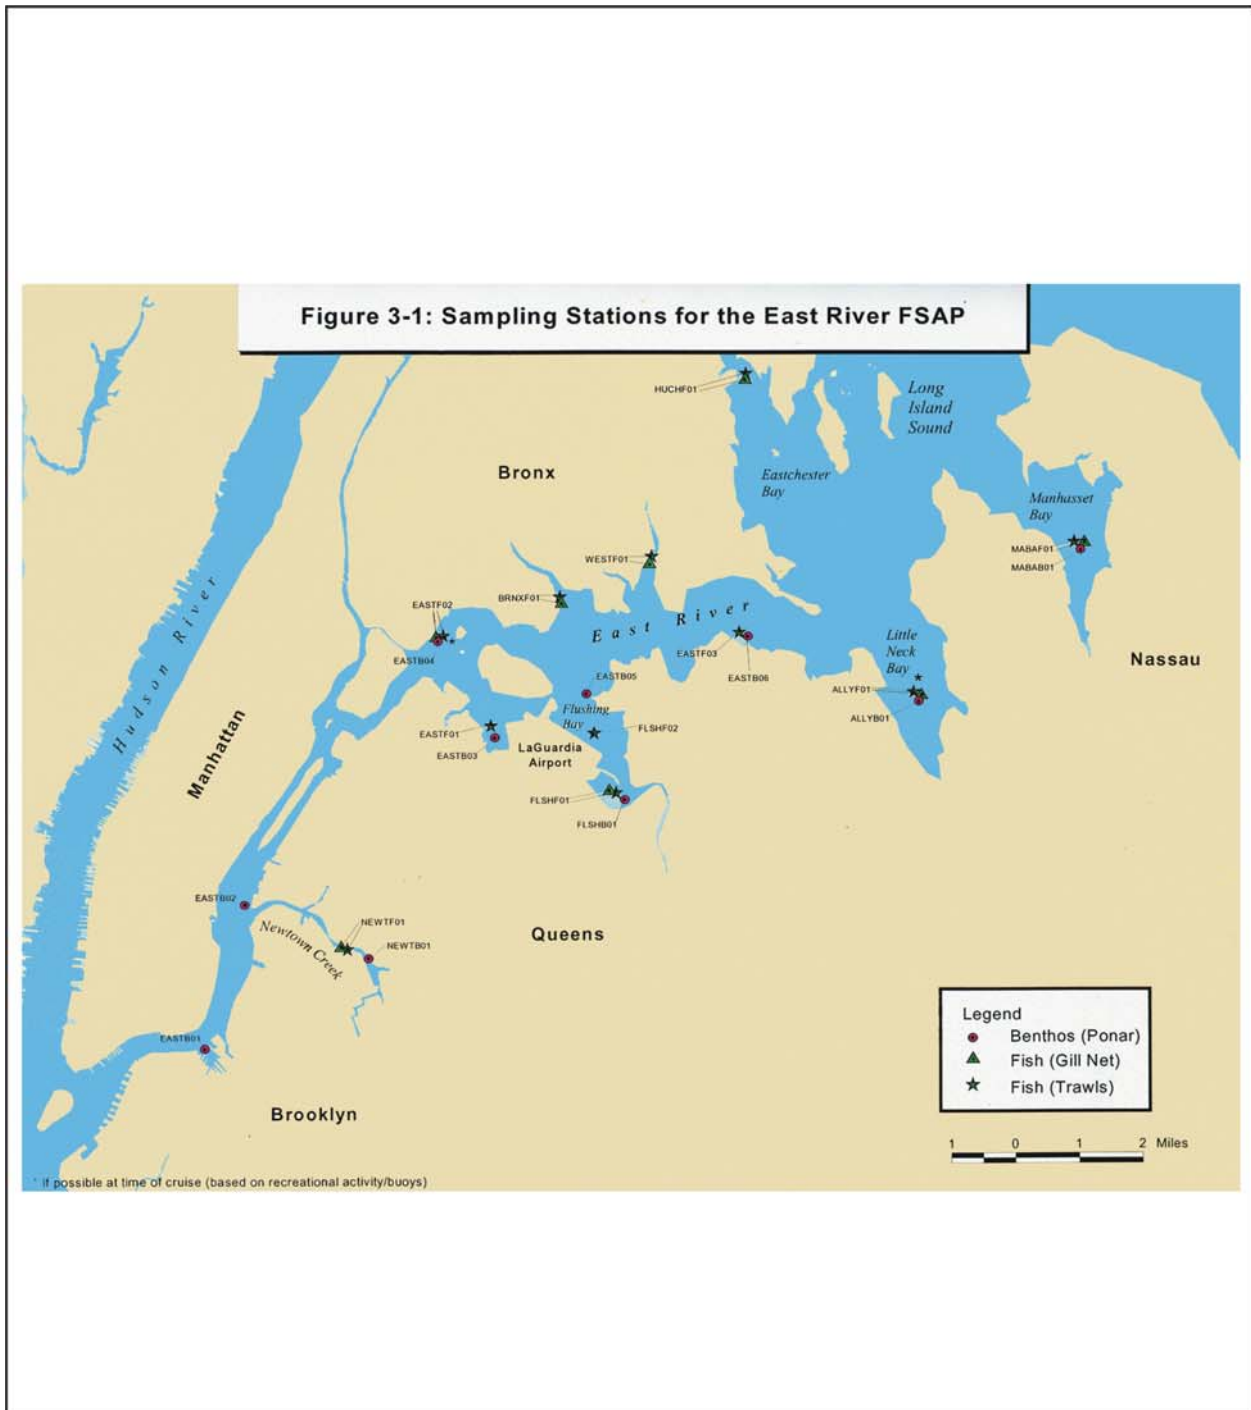 Figure 3-1: Sampling Stations for the East River FSAP
HUCHF01
Long
Island
Sound
Bronx
Eastchester
Bay
Manhasset
Bay
MABAF01
MABAB01
WESTF01
BRNXF01
EASTF02
EASTB04
East River
EASTF03
EASTB06
Little
Neck
Bay
Nassau
ALLYF01
ALLYB01
EASTB05
Flushing
Bay
FLSHF02
EASTF01
EASTB03
LaGuardia
Airport
FLSHF01
FLSHB01
Hudson River
Manhattan
EASTB02
Newtown Creek
NEWTF01
NEWTB01
Queens
EASTB01
Brooklyn
Legend
Benthos (Ponar)
Fish (Gill Net)
Fish (Trawls)
1 0 1 2 Miles
* if possible at time of cruise (based on recreational activity/buoys)